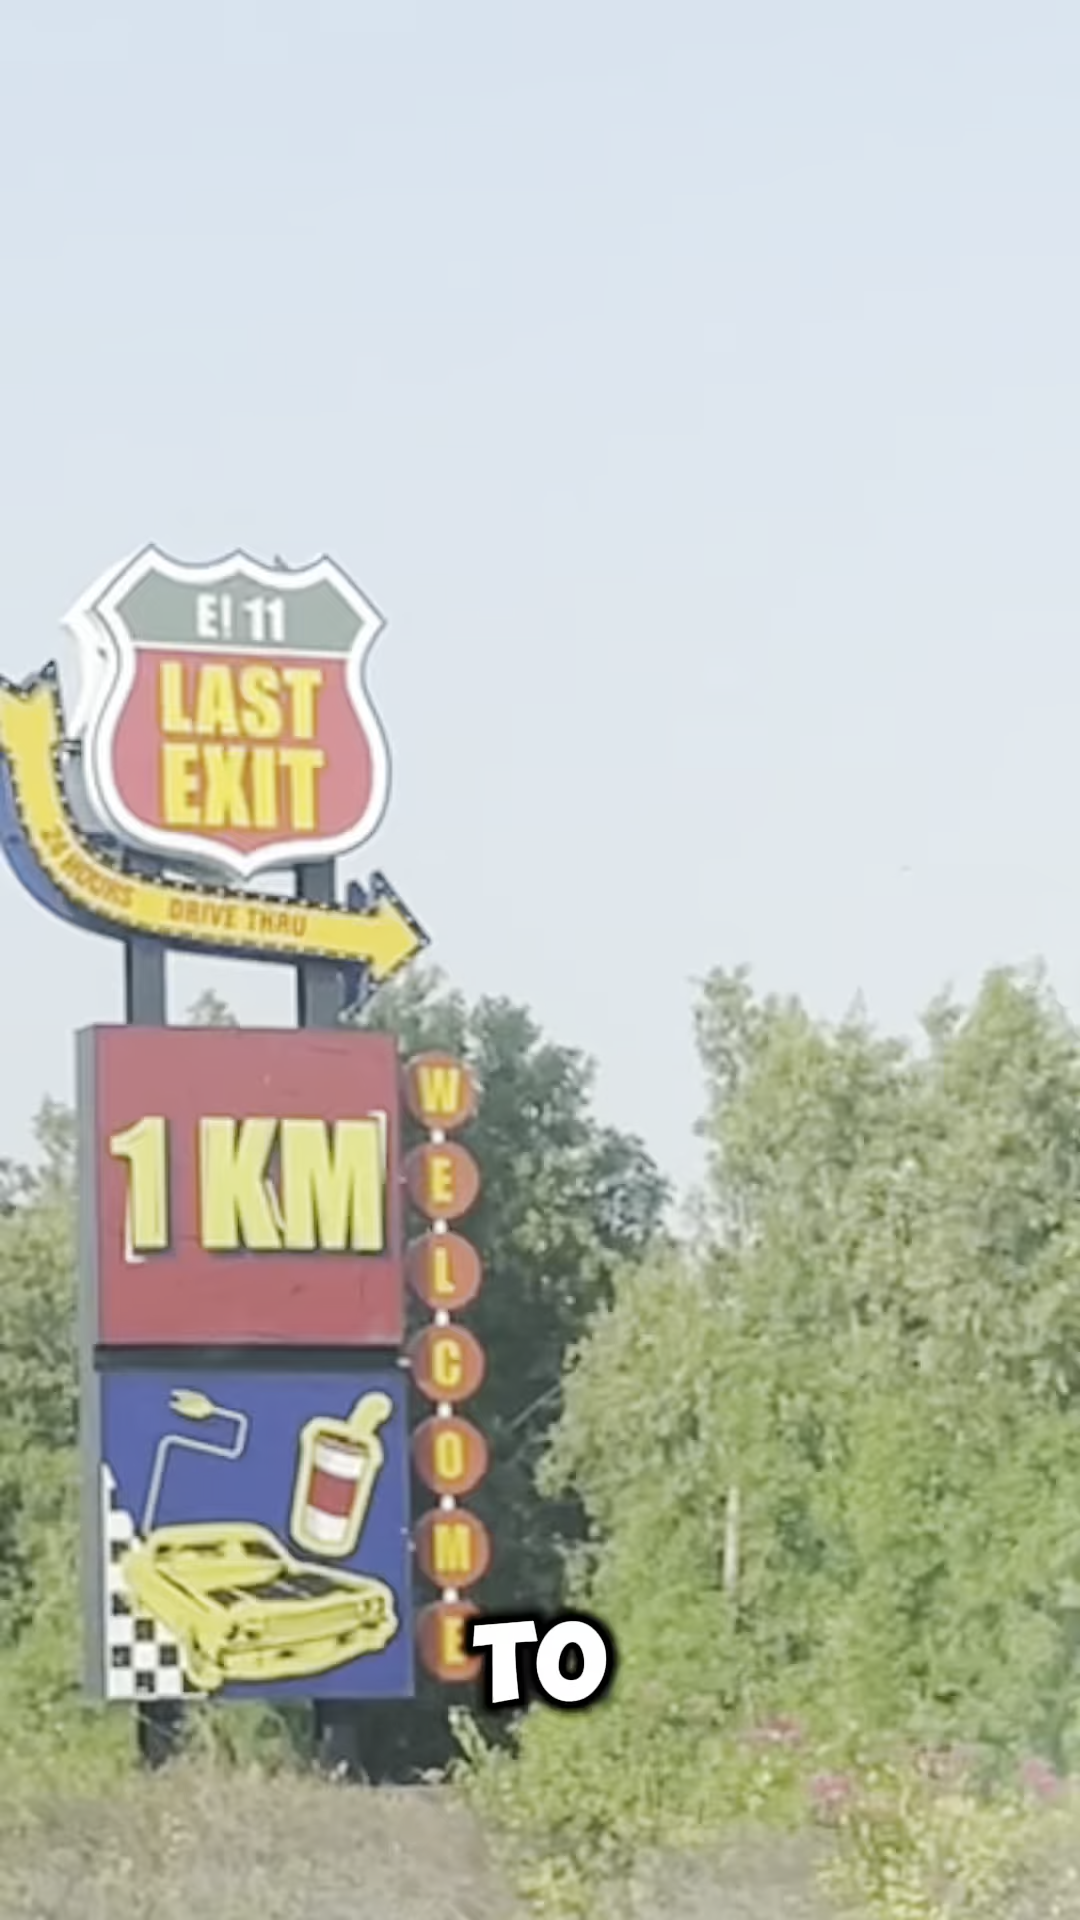 E! 11
LAST
EXIT
24 HOURS DRIVE THRU
1 KM
WELCOME
TO